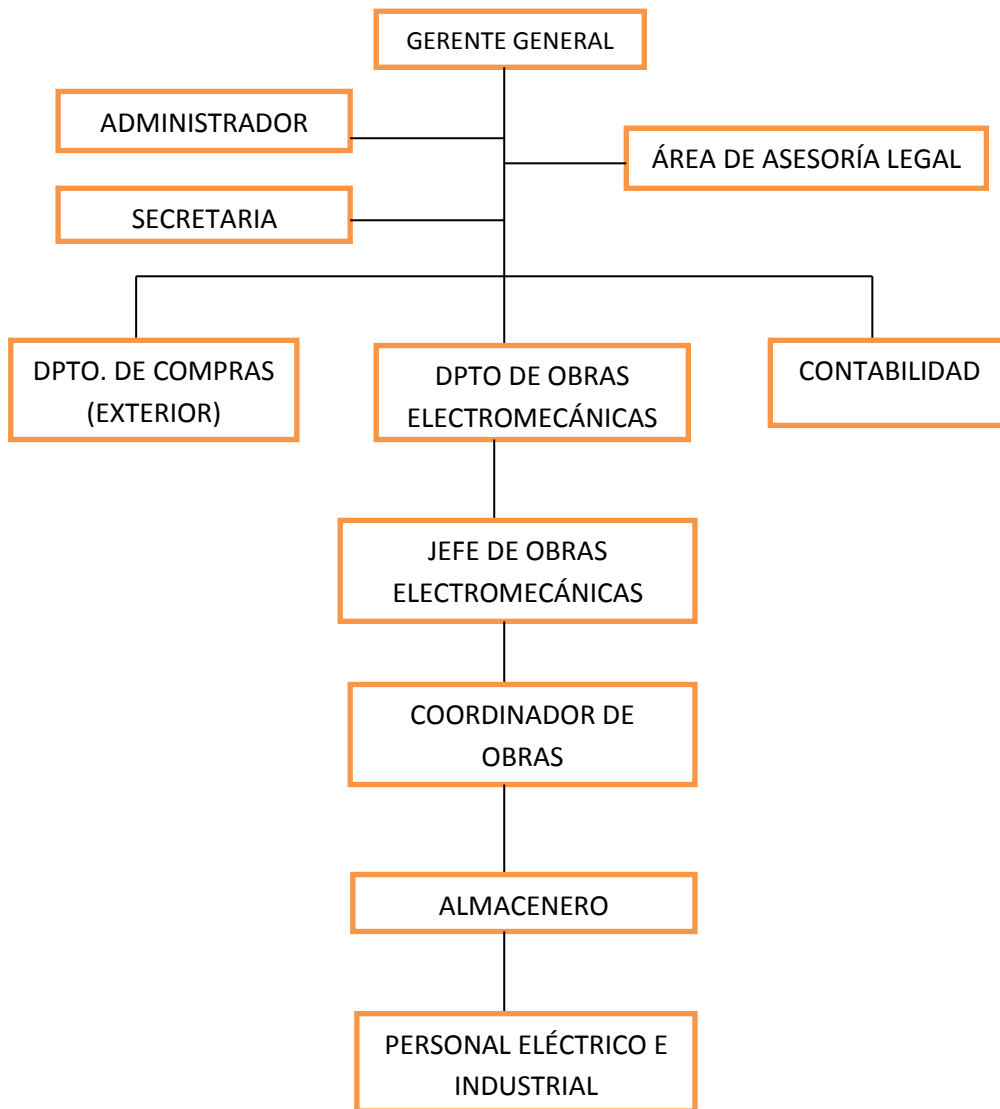 GERENTE GENERAL
ADMINISTRADOR
ÁREA DE ASESORÍA LEGAL
SECRETARIA
DPTO. DE COMPRAS
(EXTERIOR)
DPTO DE OBRAS
ELECTROMECÁNICAS
CONTABILIDAD
JEFE DE OBRAS
ELECTROMECÁNICAS
COORDINADOR DE
OBRAS
ALMACENERO
PERSONAL ELÉCTRICO E
INDUSTRIAL